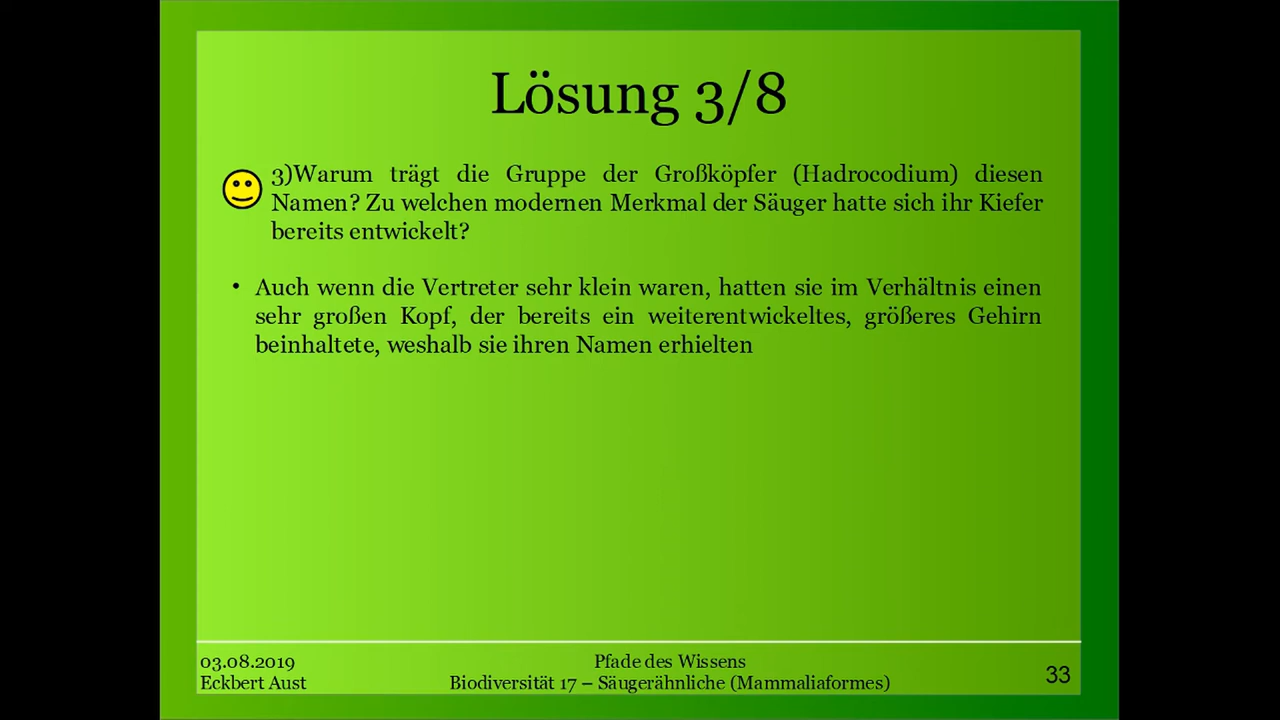 Lösung 3/8
3)Warum trägt die Gruppe der Großköpfer (Hadrocodium) diesen
Namen? Zu welchen modernen Merkmal der Säuger hatte sich ihr Kiefer
bereits entwickelt?
• Auch wenn die Vertreter sehr klein waren, hatten sie im Verhältnis einen
sehr großen Kopf, der bereits ein weiterentwickeltes, größeres Gehirn
beinhaltete, weshalb sie ihren Namen erhielten
03.08.2019
Eckbert Aust
Pfade des Wissens
Biodiversität 17 – Säugerähnliche (Mammaliaformes)
33